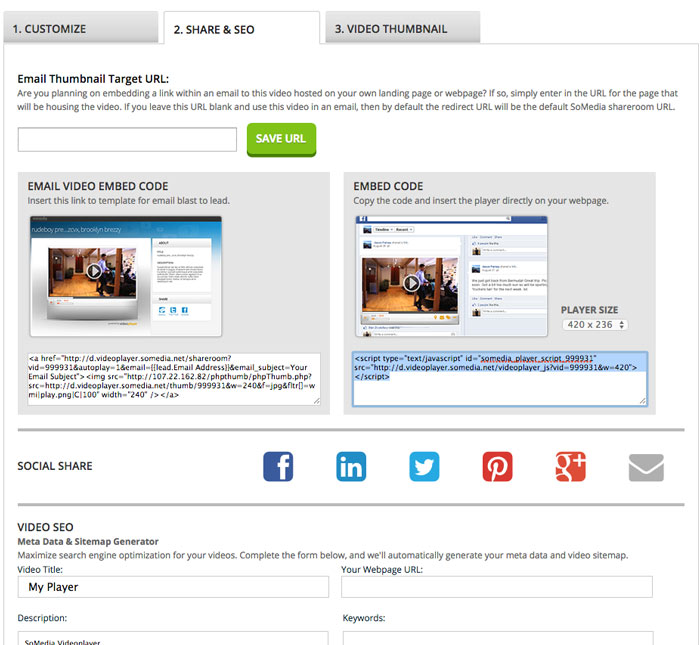 1. CUSTOMIZE
2. SHARE & SEO
3. VIDEO THUMBNAIL
Email Thumbnail Target URL:
Are you planning on embedding a link within an email to this video hosted on your own landing page or webpage? If so, simply enter in the URL for the page that
will be housing the video. If you leave this URL blank and use this video in an email, then by default the redirect URL will be the default SoMedia shareroom URL.
SAVE URL
EMAIL VIDEO EMBED CODE
Insert this link to template for email blast to lead.
rudeboy pre...zcvx, brooklyn brezzy
ABOUT
SHARE
<a href="http://d.videoplayer.somedia.net/shareroom?
vid=999931&autoplay=1&email={{lead.Email Address}}&email_subject=Your
Email Subject"><img src="http://107.22.162.82/phpthumb/phpThumb.php?
src=http://d.videoplayer.somedia.net/thumb/999931&w=240&f=jpg&fltr[]=w
mi|play.png|C|100" width="240" /></a>
EMBED CODE
Copy the code and insert the player directly on your webpage.
Timeline
Recent
PLAYER SIZE
420 x 236
<script type="text/javascript" id="somedia_player_script_999931"
src="http://d.videoplayer.somedia.net/videoplayer_js?vid=999931&w=420">
</script>
SOCIAL SHARE
VIDEO SEO
Meta Data & Sitemap Generator
Maximize search engine optimization for your videos. Complete the form below, and we'll automatically generate your meta data and video sitemap.
Video Title:
Your Webpage URL:
My Player
Description:
Keywords:
SoMedia Videoplayer